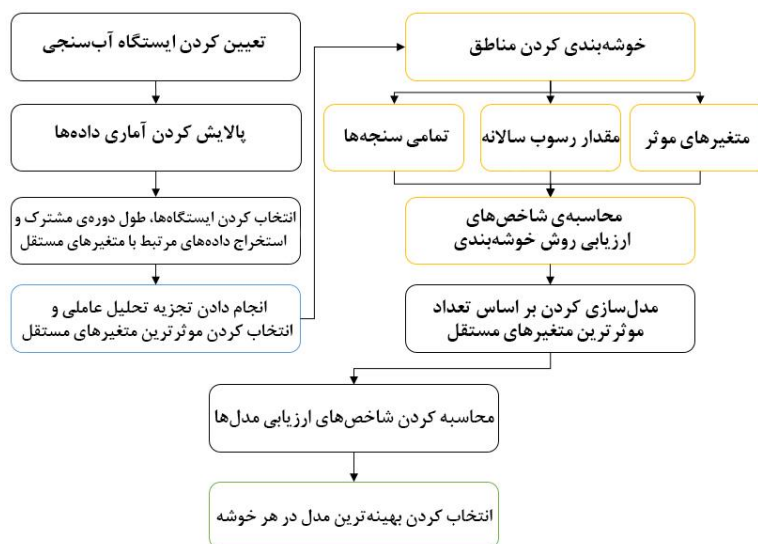 تعیین کردن ایستگاه آب‌سنجی
پالایش کردن آماری داده‌ها
انتخاب کردن ایستگاه‌ها، طول دوره‌ی مشترک و
استخراج داده‌های مرتبط با متغیرهای مستقل
انجام دادن تجزیه تحلیل عاملی و
انتخاب کردن موثرترین متغیرهای مستقل
خوشه‌بندی کردن مناطق
متغیرهای موثر
مقدار رسوب سالانه
تمامی سنجه‌ها
محاسبه‌ی شاخص‌های
ارزیابی روش خوشه‌بندی
مدل‌سازی کردن بر اساس تعداد
موثرترین متغیرهای مستقل
محاسبه کردن شاخص‌های ارزیابی مدل‌ها
انتخاب کردن بهینه‌ترین مدل در هر خوشه